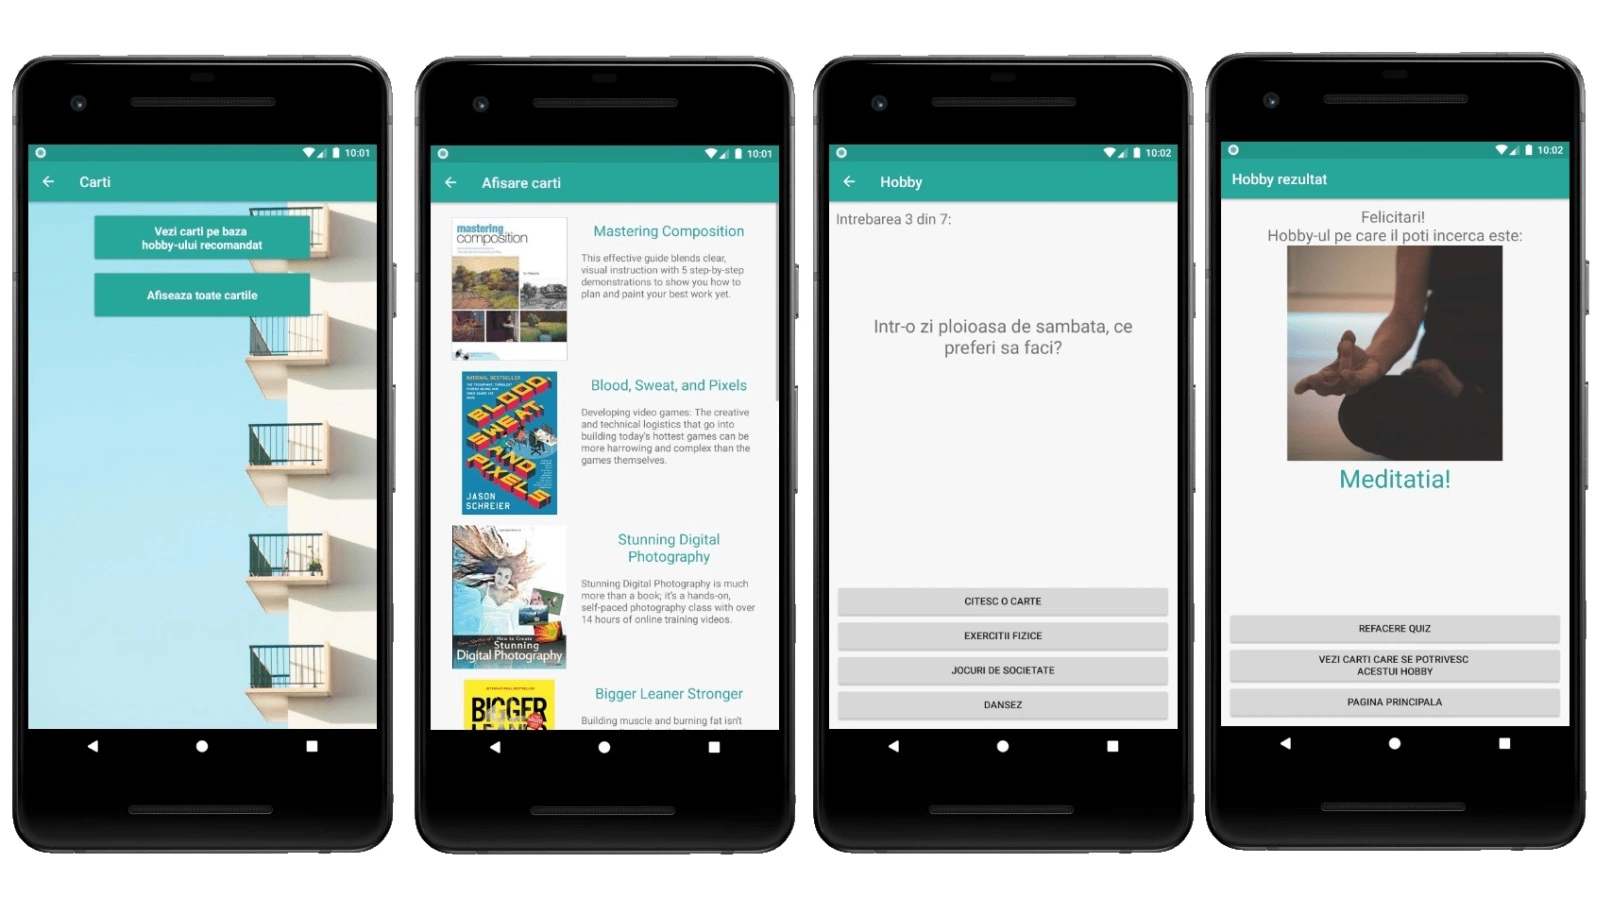 10:01
Carti
Vezi carti pe baza
hobby-ului recomandat
Afiseaza toate cartile
10:01
Afisare carti
mastering
composition
Mastering Composition
This effective guide blends clear,
visual instruction with 5 step-by-step
demonstrations to show you how to
plan and paint your best work yet.
NATIONAL BESTSELLER
BLOOD,
SWEAT,
AND
PIXELS
JASON
SCHREIER
Blood, Sweat, and Pixels
Developing video games: The creative
and technical logistics that go into
building today's hottest games can be
more harrowing and complex than the
games themselves.
How to Create
Stunning
Digital Photography
Stunning Digital
Photography
Stunning Digital Photography is much
more than a book; it's a hands-on,
self-paced photography class with over
14 hours of online training videos.
BIGGER
Bigger Leaner Stronger
Building muscle and burning fat isn't
10:02
Hobby
Intrebarea 3 din 7:
Intr-o zi ploioasa de sambata, ce
preferi sa faci?
CITESC O CARTE
EXERCITII FIZICE
JOCURI DE SOCIETATE
DANSEZ
10:02
Hobby rezultat
Felicitari!
Hobby-ul pe care il poti incerca este:
Meditatia!
REFACERE QUIZ
VEZI CARTI CARE SE POTRIVESC
ACESTUI HOBBY
PAGINA PRINCIPALA